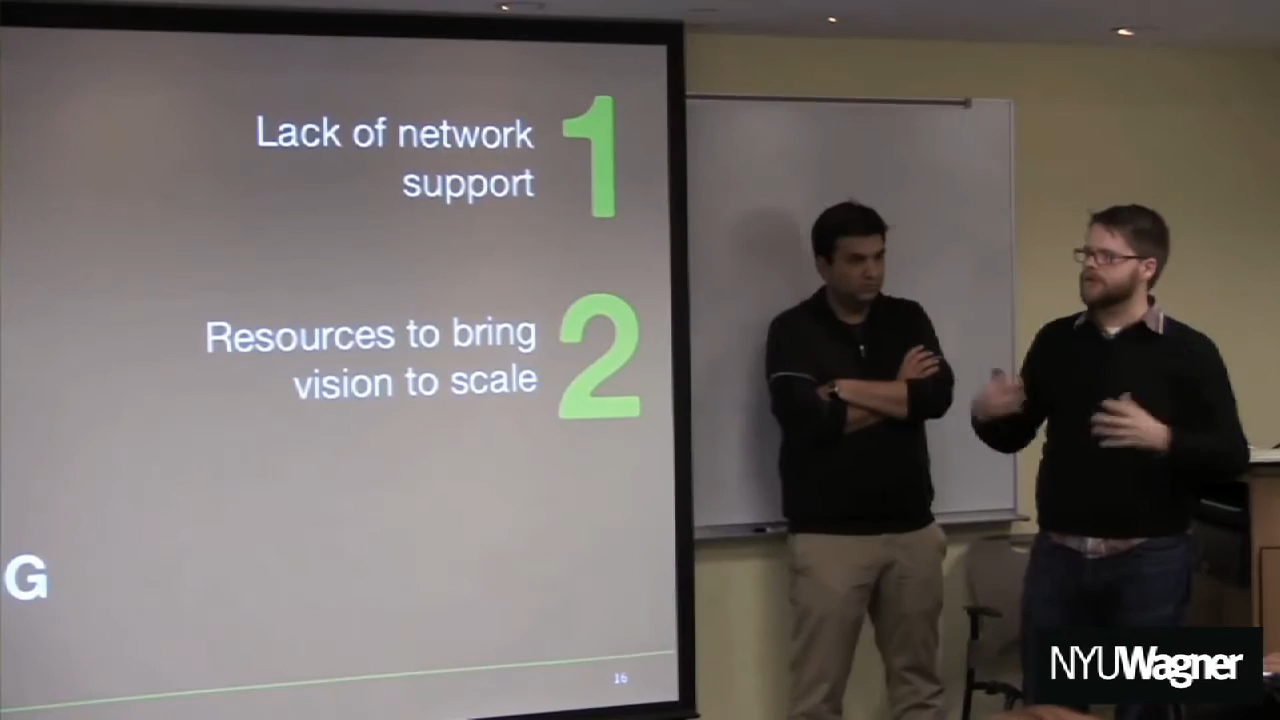 Lack of network
support
1
Resources to bring
vision to scale
2
G
16
NYUWagner